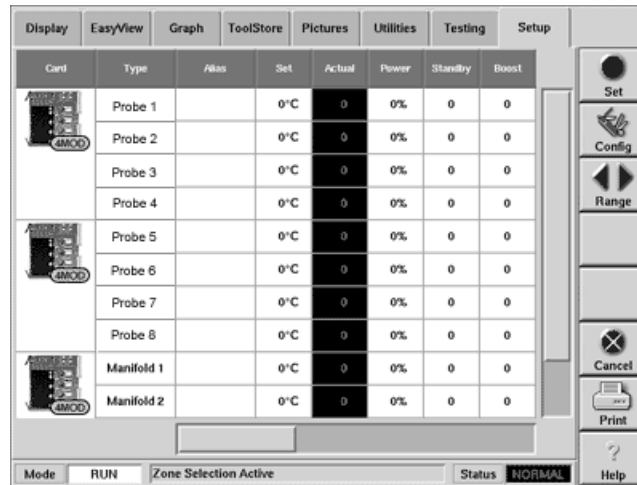 Display EasyView Graph ToolStore Pictures Utilities Testing Setup
Card Type Alias Set Actual Power Standby Boost
Probe 1 0°C 0 0% 0 0
4MOD
Probe 2 0°C 0 0% 0 0
Probe 3 0°C 0 0% 0 0
Probe 4 0°C 0 0% 0 0
Probe 5 0°C 0 0% 0 0
4MOD
Probe 6 0°C 0 0% 0 0
Probe 7 0°C 0 0% 0 0
Probe 8 0°C 0 0% 0 0
Manifold 1 0°C 0 0% 0 0
4MOD
Manifold 2 0°C 0 0% 0 0
Set
Config
Range
Cancel
Print
?
Help
Mode RUN Zone Selection Active Status NORMAL